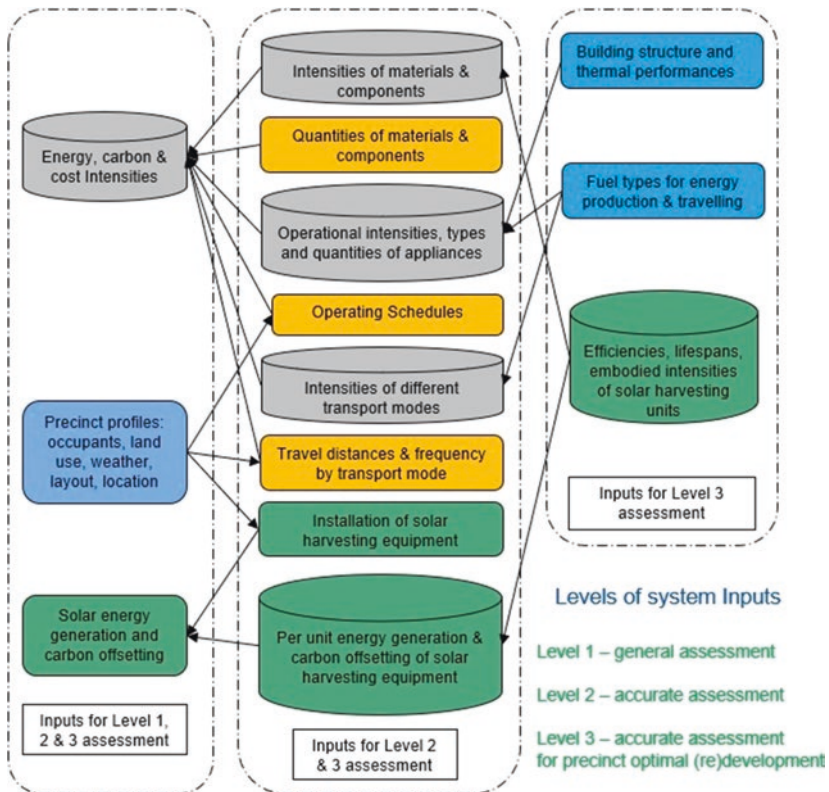 Energy, carbon &
cost Intensities
Precinct profiles:
occupants, land
use, weather,
layout, location
Solar energy
generation and
carbon offsetting
Inputs for Level 1,
2 & 3 assessment
Intensities of materials &
components
Quantities of materials &
components
Operational intensities, types
and quantities of appliances
Operating Schedules
Intensities of different
transport modes
Travel distances & frequency
by transport mode
Installation of solar
harvesting equipment
Per unit energy generation &
carbon offsetting of solar
harvesting equipment
Inputs for Level 2
& 3 assessment
Building structure and
thermal performances
Fuel types for energy
production & travelling
Efficiencies, lifespans,
embodied intensities
of solar harvesting
units
Inputs for Level 3
assessment
Levels of system Inputs
Level 1 – general assessment
Level 2 – accurate assessment
Level 3 – accurate assessment
for precinct optimal (re)development